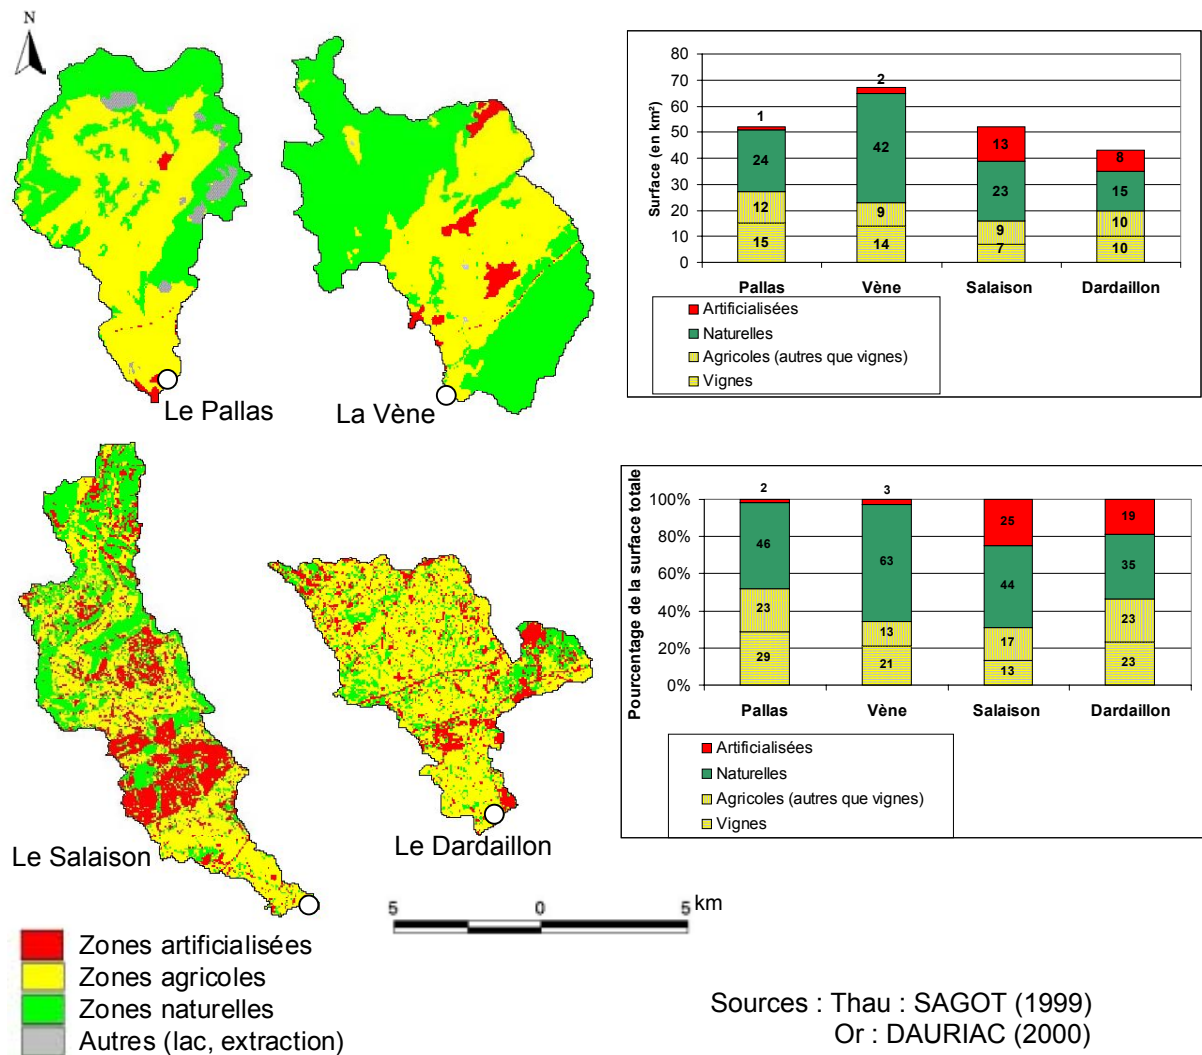 N
Le Pallas
La Vène
Surface (en km²)
80
70
60
50
40
30
20
10
0
1
24
12
15
2
42
9
14
13
23
9
7
8
15
10
10
Pallas
Vène
Salaison
Dardaillon
Artificialisées
Naturelles
Agricoles (autres que vignes)
Vignes
Le Salaison
Le Dardaillon
Pourcentage de la surface totale
100%
80%
60%
40%
20%
0%
2
46
23
29
3
63
13
21
25
44
17
13
19
35
23
23
Pallas
Vène
Salaison
Dardaillon
Artificialisées
Naturelles
Agricoles (autres que vignes)
Vignes
5 0 5 km
Zones artificialisées
Zones agricoles
Zones naturelles
Autres (lac, extraction)
Sources : Thau : SAGOT (1999)
Or : DAURIAC (2000)